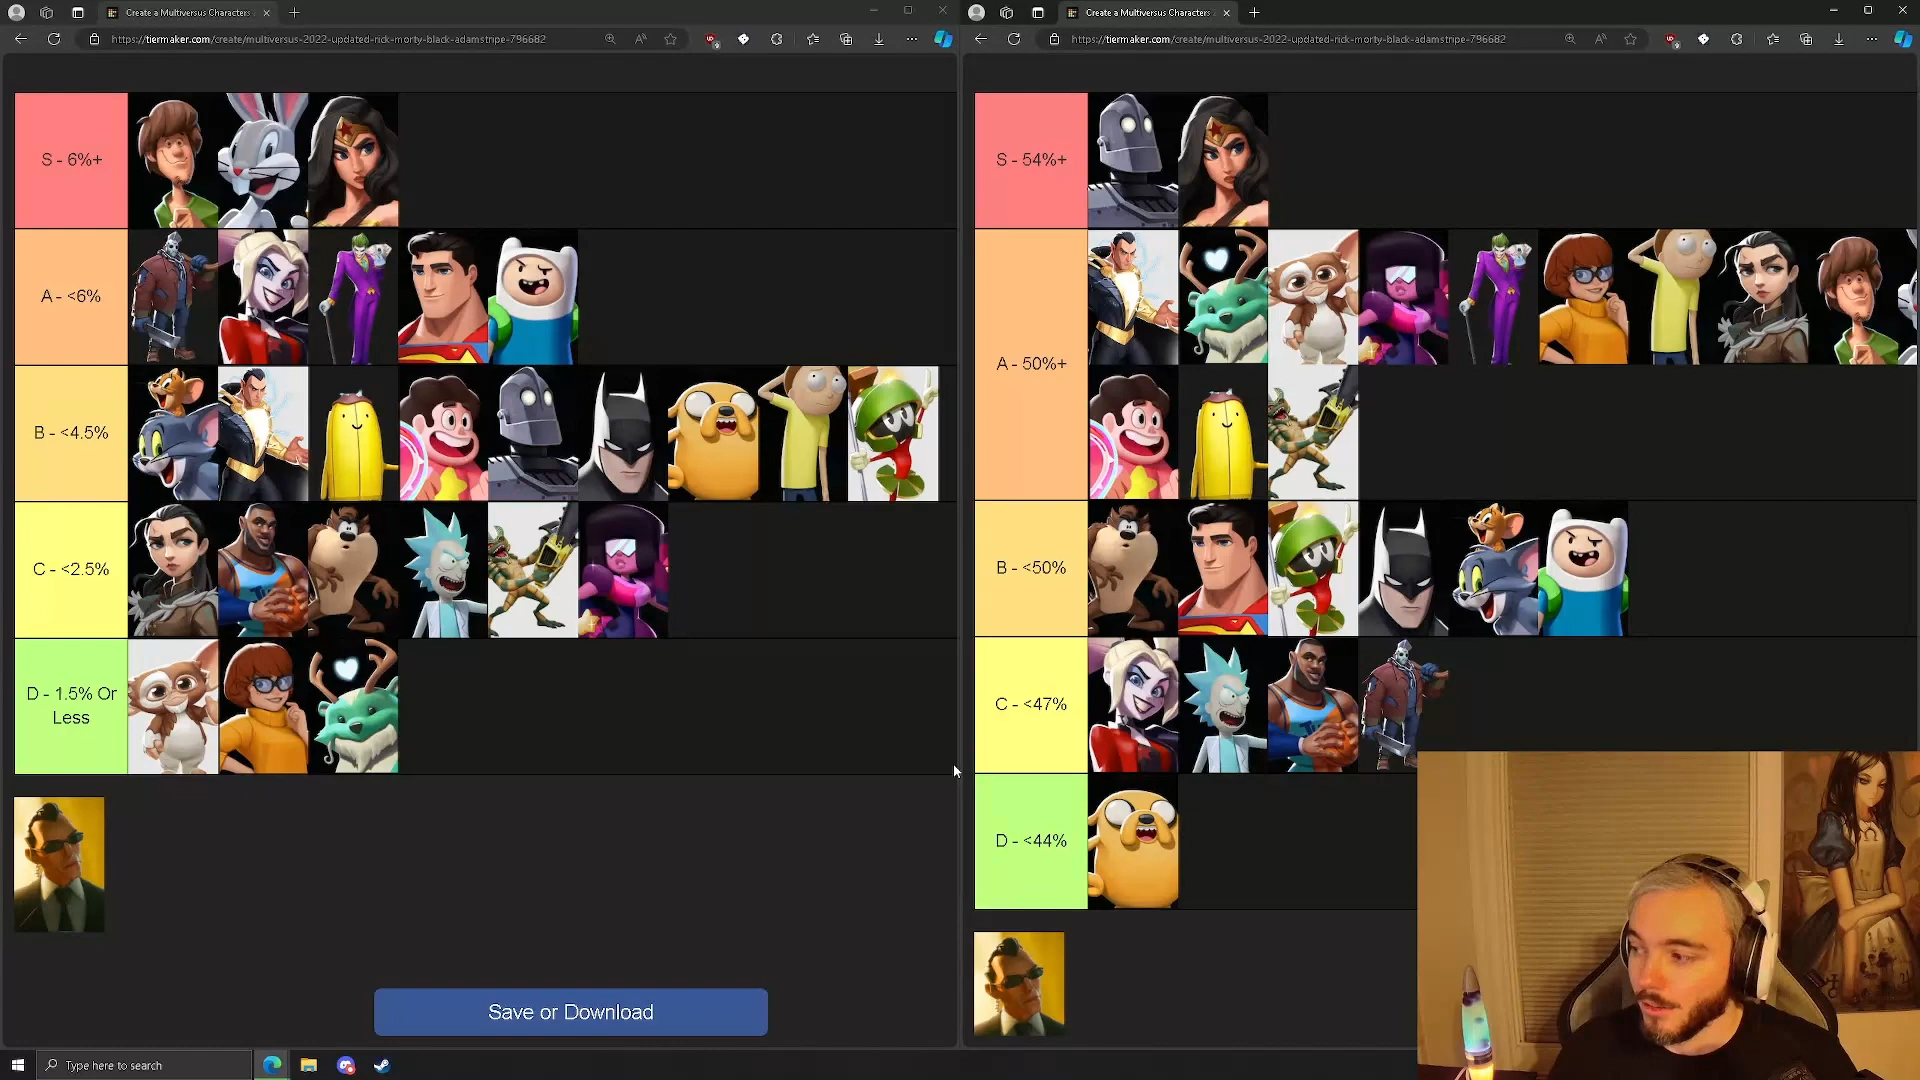 Create a Multiversus Characters
https://tiermaker.com/create/multiversus-2022-updated-rick-morty-black-adamstripe-796682
S - 6%+
A - <6%
B - <4.5%
C - <2.5%
D - 1.5% Or
Less
Save or Download
Type here to search
Create a Multiversus Characters
https://tiermaker.com/create/multiversus-2022-updated-rick-morty-black-adamstripe-796682
S - 54%+
A - 50%+
B - <50%
C - <47%
D - <44%